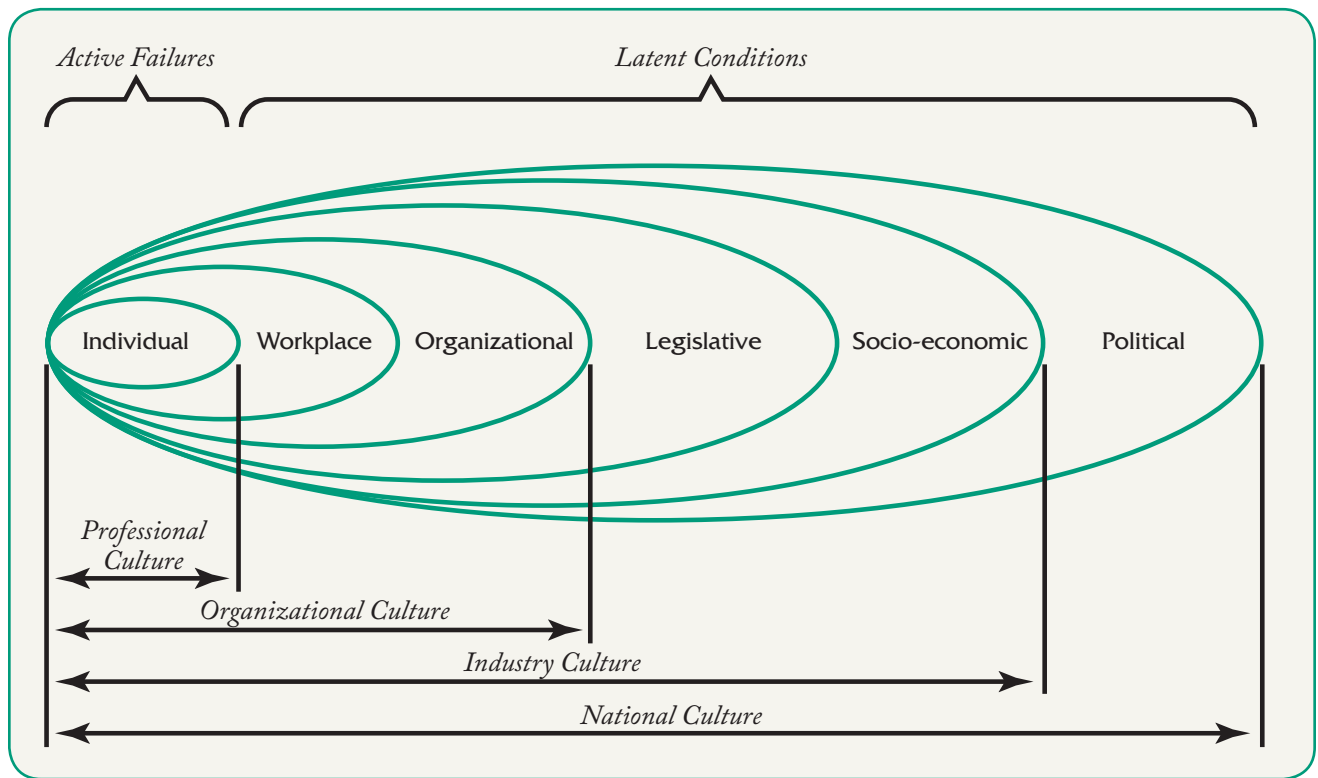 Active Failures
Latent Conditions
Individual
Workplace
Organizational
Legislative
Socio-economic
Political
Professional
Culture
Organizational Culture
Industry Culture
National Culture